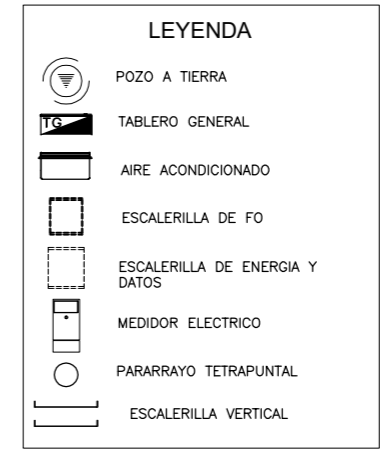 LEYENDA
POZO A TIERRA
TG
TABLERO GENERAL
AIRE ACONDICIONADO
ESCALERILLA DE FO
ESCALERILLA DE ENERGIA Y
DATOS
MEDIDOR ELECTRICO
PARARRAYO TETRAPUNTAL
ESCALERILLA VERTICAL